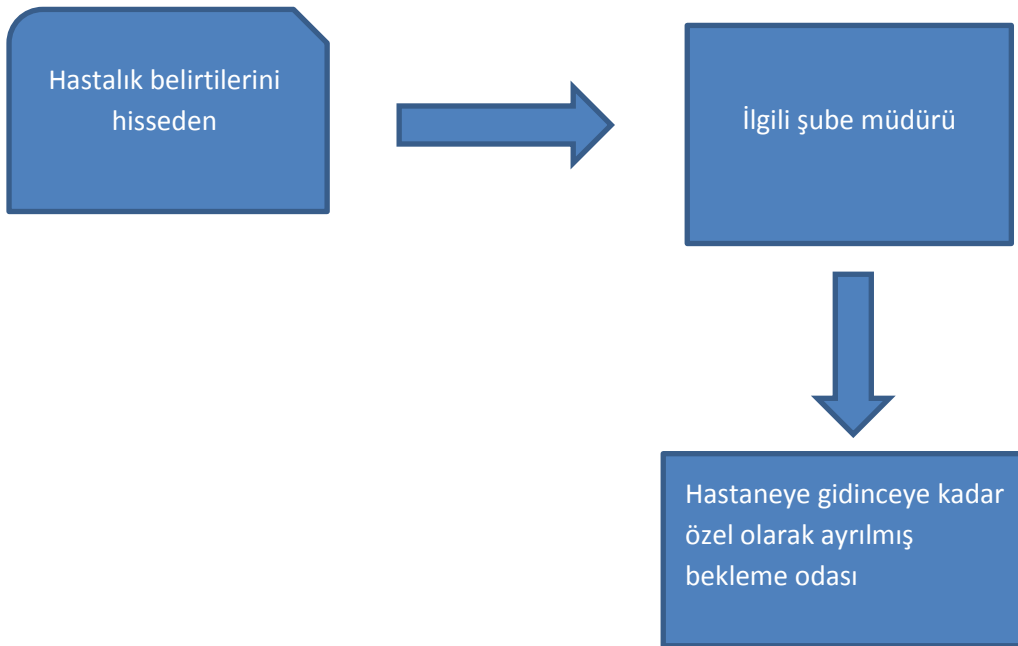 Hastalık belirtilerini
hisseden
İlgili şube müdürü
Hastaneye gidinceye kadar
özel olarak ayrılmış
bekleme odası